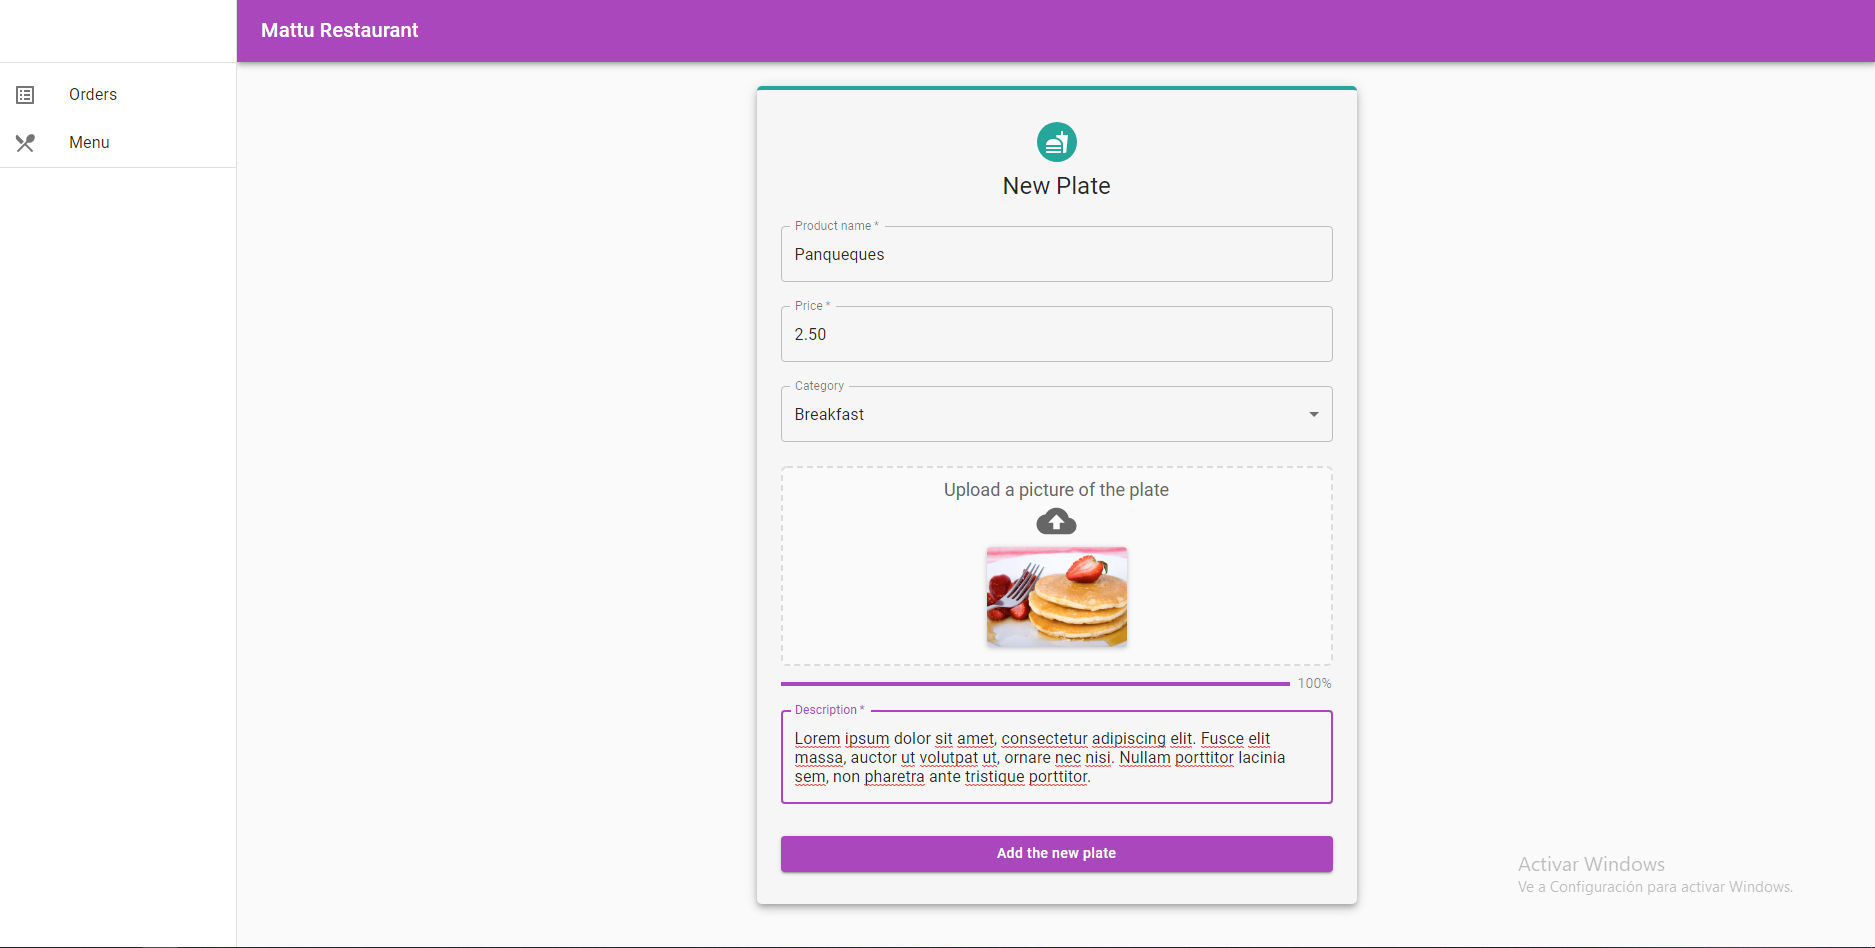 Mattu Restaurant
Orders
Menu
New Plate
Product name *
Panqueques
Price *
2.50
Category
Breakfast
Upload a picture of the plate
100%
Description *
Lorem ipsum dolor sit amet, consectetur adipiscing elit. Fusce elit
massa, auctor ut volutpat ut, ornare nec nisi. Nullam porttitor lacinia
sem, non pharetra ante tristique porttitor.
Add the new plate
Activar Windows
Ve a Configuración para activar Windows.